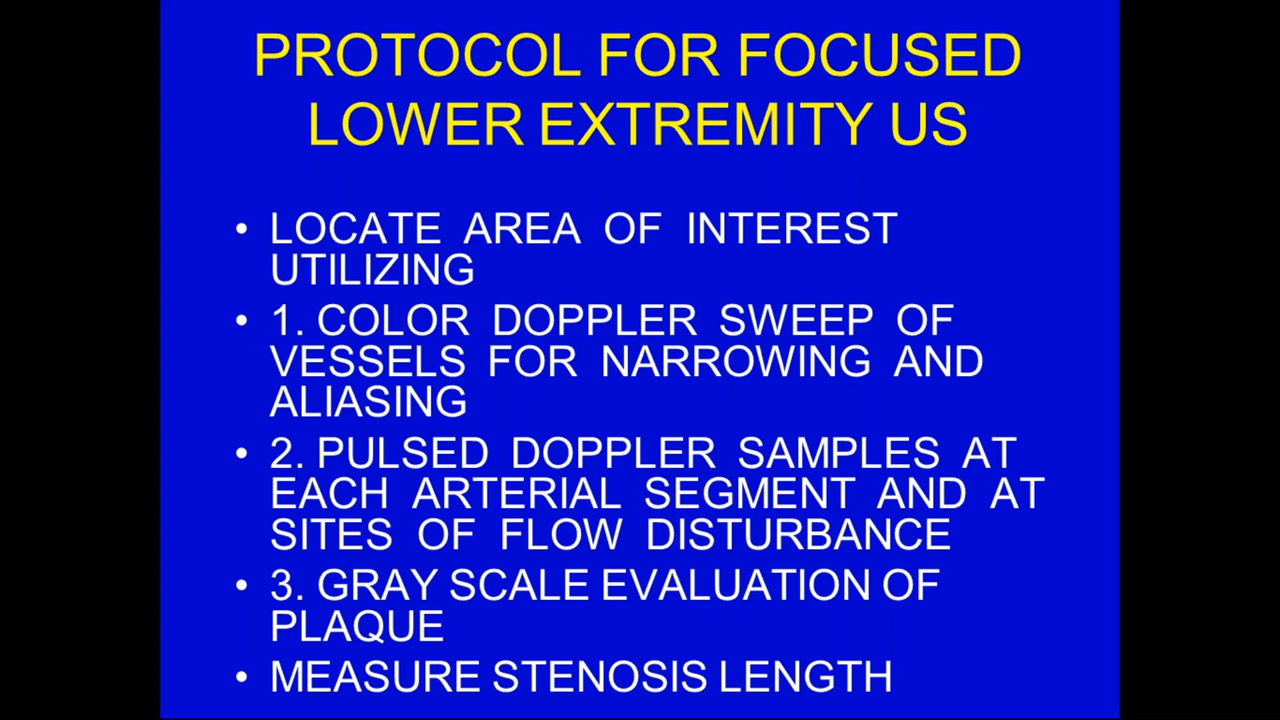 PROTOCOL FOR FOCUSED
LOWER EXTREMITY US
• LOCATE AREA OF INTEREST
UTILIZING
• 1. COLOR DOPPLER SWEEP OF
VESSELS FOR NARROWING AND
ALIASING
• 2. PULSED DOPPLER SAMPLES AT
EACH ARTERIAL SEGMENT AND AT
SITES OF FLOW DISTURBANCE
• 3. GRAY SCALE EVALUATION OF
PLAQUE
• MEASURE STENOSIS LENGTH